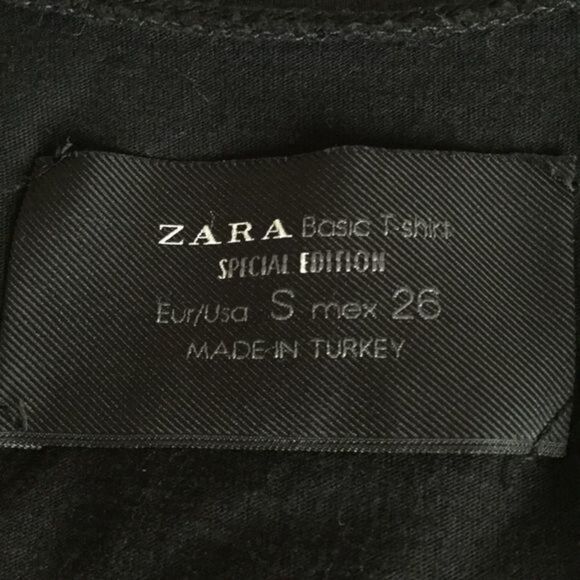 ZARA Basic T-shirt
SPECIAL EDITION
Eur/Usa S mex 26
MADE IN TURKEY